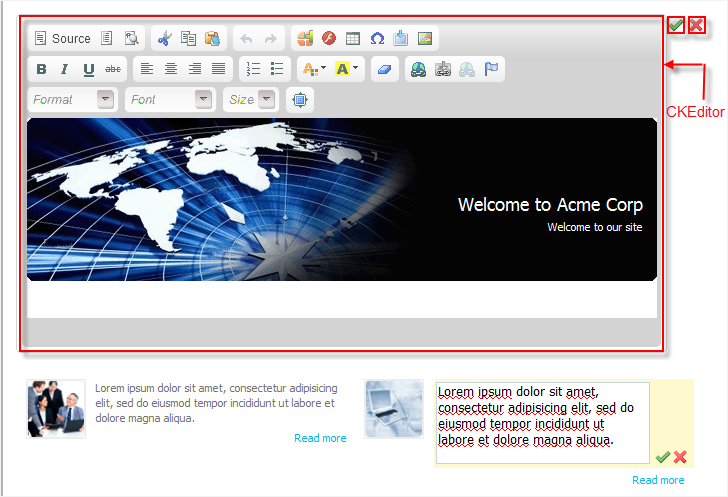 Source
B I U abc
Format Font Size
CKEditor
Welcome to Acme Corp
Welcome to our site
Lorem ipsum dolor sit amet, consectetur adipisicing
elit, sed do eiusmod tempor incididunt ut labore et
dolore magna aliqua.
Read more
Lorem ipsum dolor sit amet,
consectetur adipisicing elit, sed do
eiusmod tempor incididunt ut
labore et dolore magna aliqua.
Read more